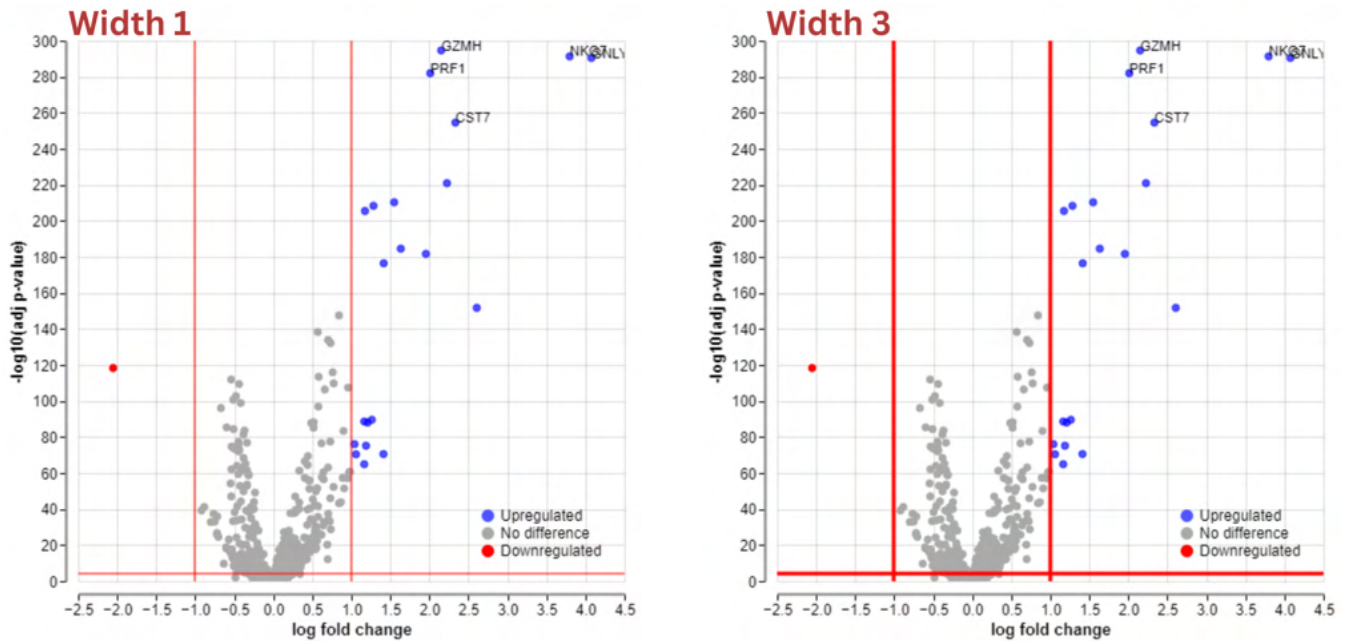 Width 1
Width 3
300
280
260
240
220
200
180
160
140
120
100
80
60
40
20
0
-log10(adj p-value)
GZMH
NKG7
GNLY
PRF1
CST7
Upregulated
No difference
Downregulated
−2.5 −2.0 −1.5 −1.0 −0.5 0.0 0.5 1.0 1.5 2.0 2.5 3.0 3.5 4.0 4.5
log fold change
300
280
260
240
220
200
180
160
140
120
100
80
60
40
20
0
-log10(adj p-value)
GZMH
NKG7
GNLY
PRF1
CST7
Upregulated
No difference
Downregulated
−2.5 −2.0 −1.5 −1.0 −0.5 0.0 0.5 1.0 1.5 2.0 2.5 3.0 3.5 4.0 4.5
log fold change